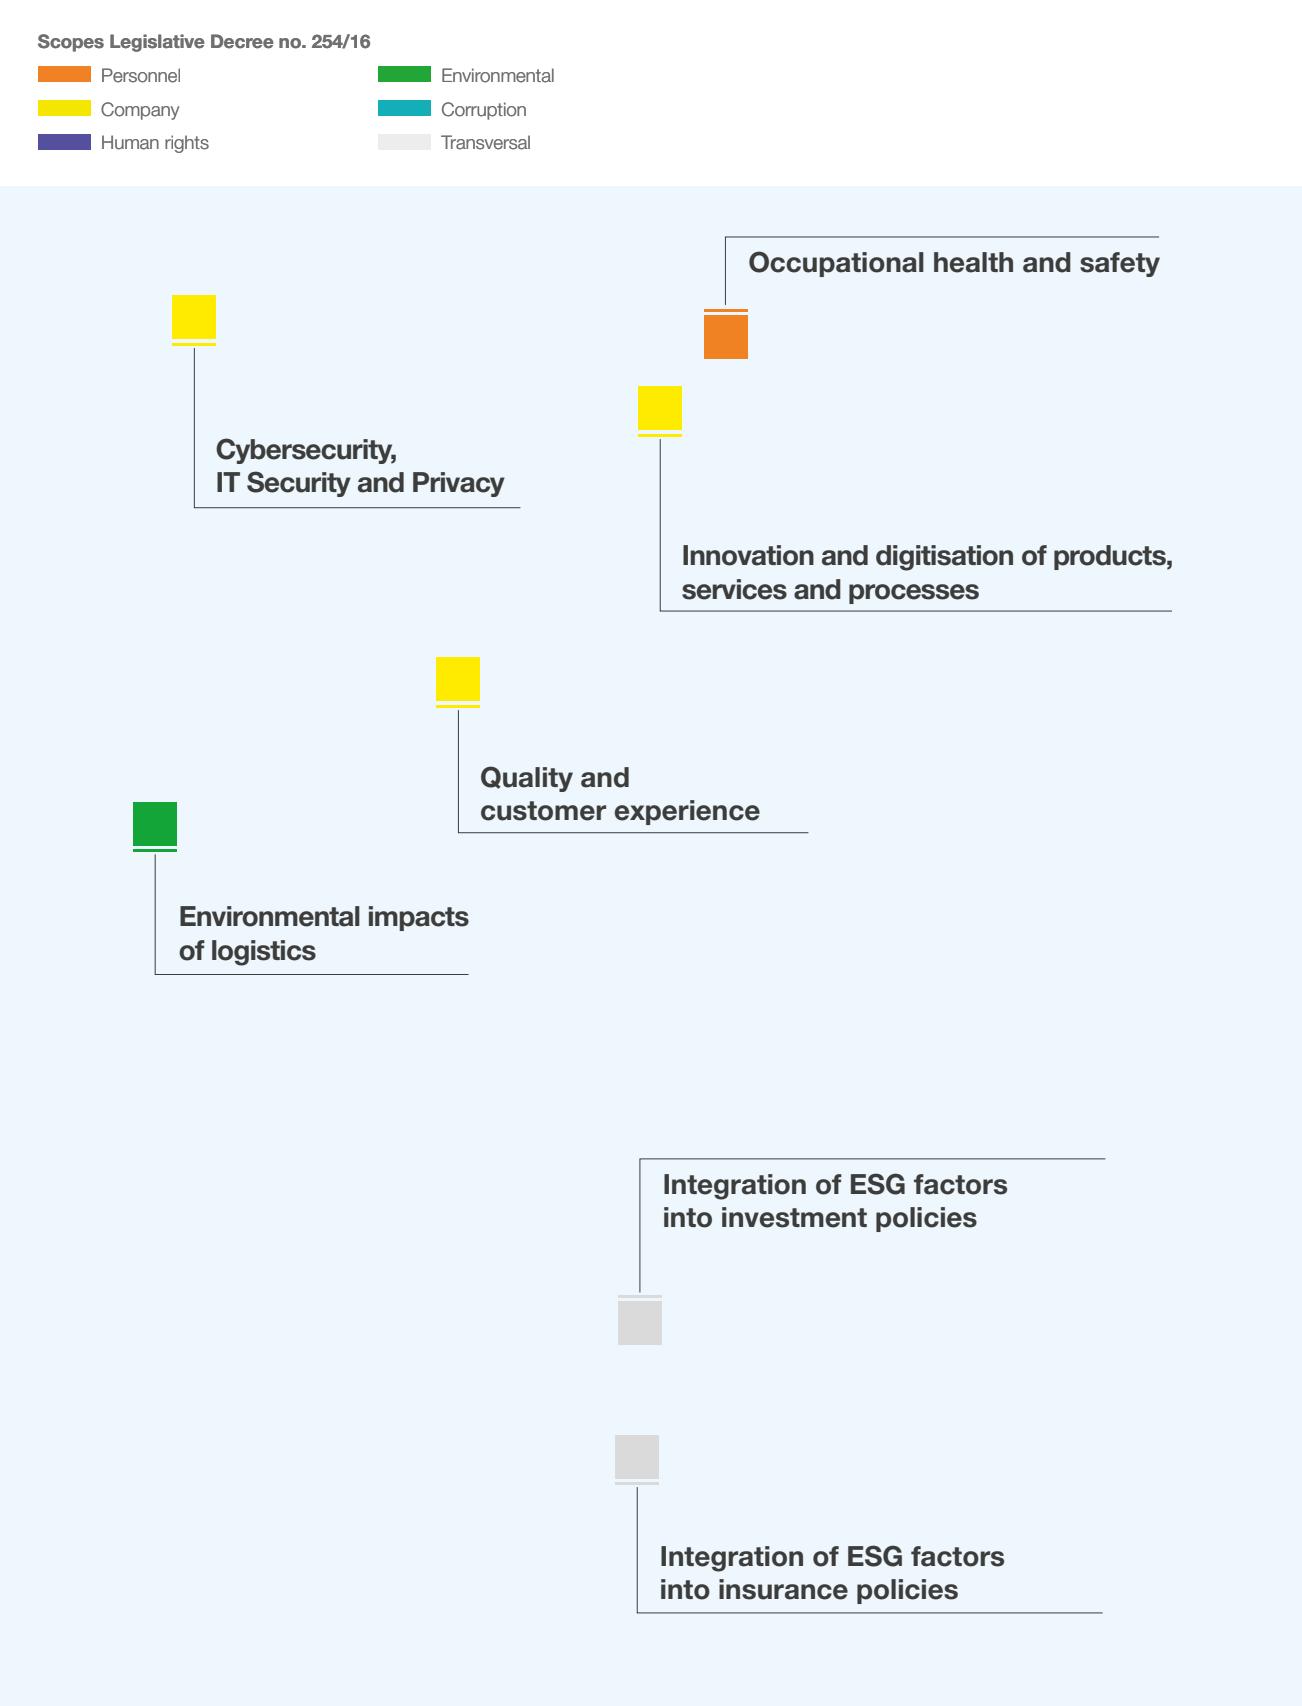 Scopes Legislative Decree no. 254/16
Personnel
Environmental
Company
Corruption
Human rights
Transversal
Occupational health and safety
Cybersecurity,
IT Security and Privacy
Innovation and digitisation of products,
services and processes
Quality and
customer experience
Environmental impacts
of logistics
Integration of ESG factors
into investment policies
Integration of ESG factors
into insurance policies